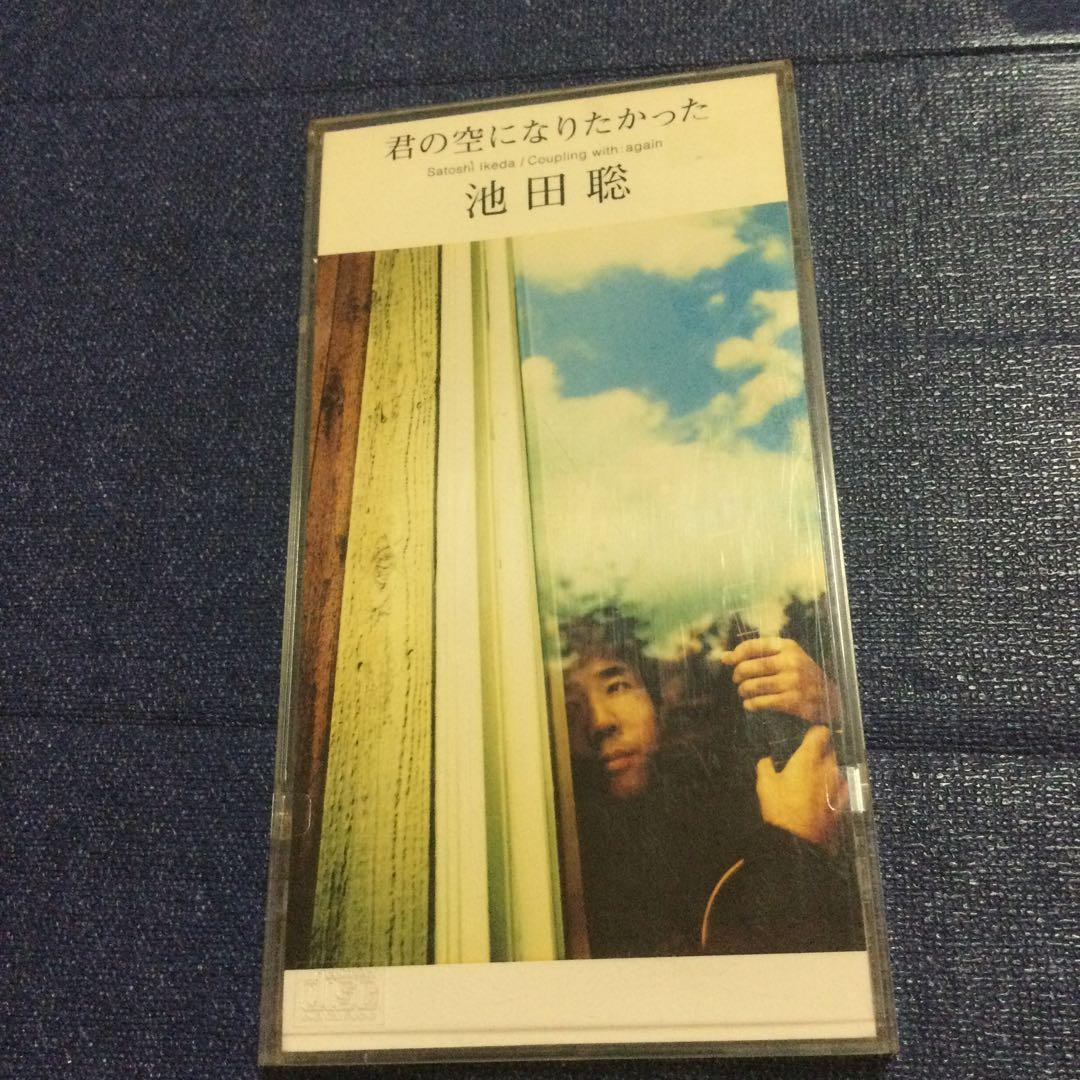 君の空になりたかった
Satoshi Ikeda / Coupling with: again
池田聡